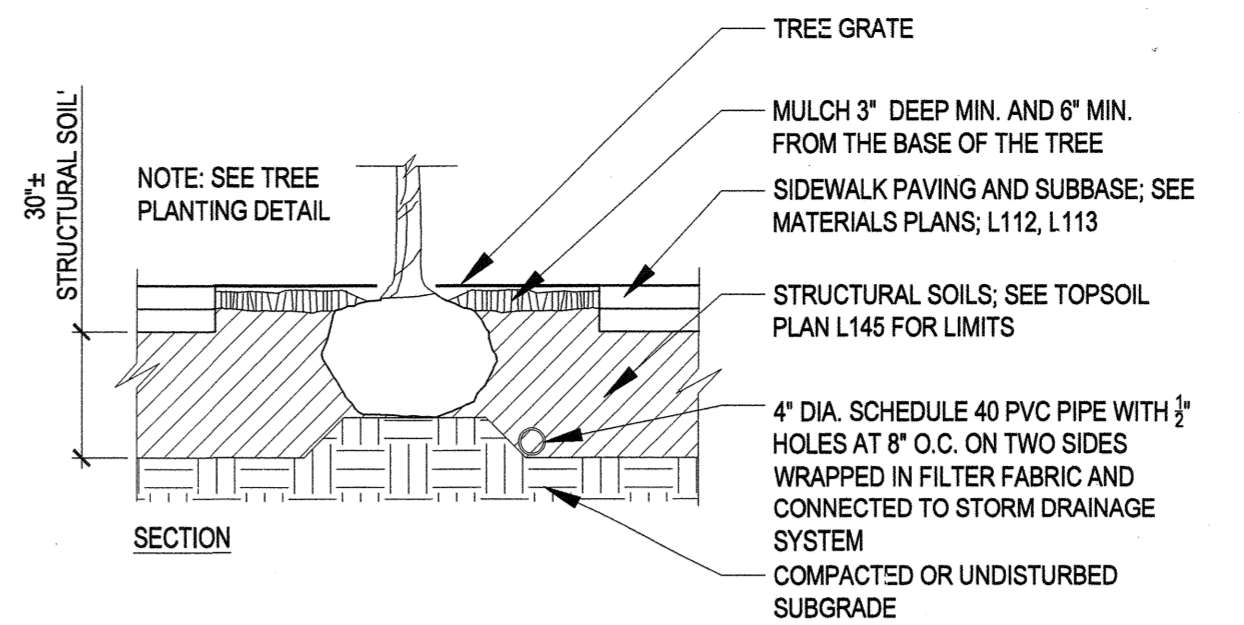 TREE GRATE
MULCH 3" DEEP MIN. AND 6" MIN.
FROM THE BASE OF THE TREE
SIDEWALK PAVING AND SUBBASE; SEE
MATERIALS PLANS; L112, L113
STRUCTURAL SOILS; SEE TOPSOIL
PLAN L145 FOR LIMITS
4" DIA. SCHEDULE 40 PVC PIPE WITH ½"
HOLES AT 8" O.C. ON TWO SIDES
WRAPPED IN FILTER FABRIC AND
CONNECTED TO STORM DRAINAGE
SYSTEM
COMPACTED OR UNDISTURBED
SUBGRADE
30"±
STRUCTURAL SOIL'
NOTE: SEE TREE
PLANTING DETAIL
SECTION